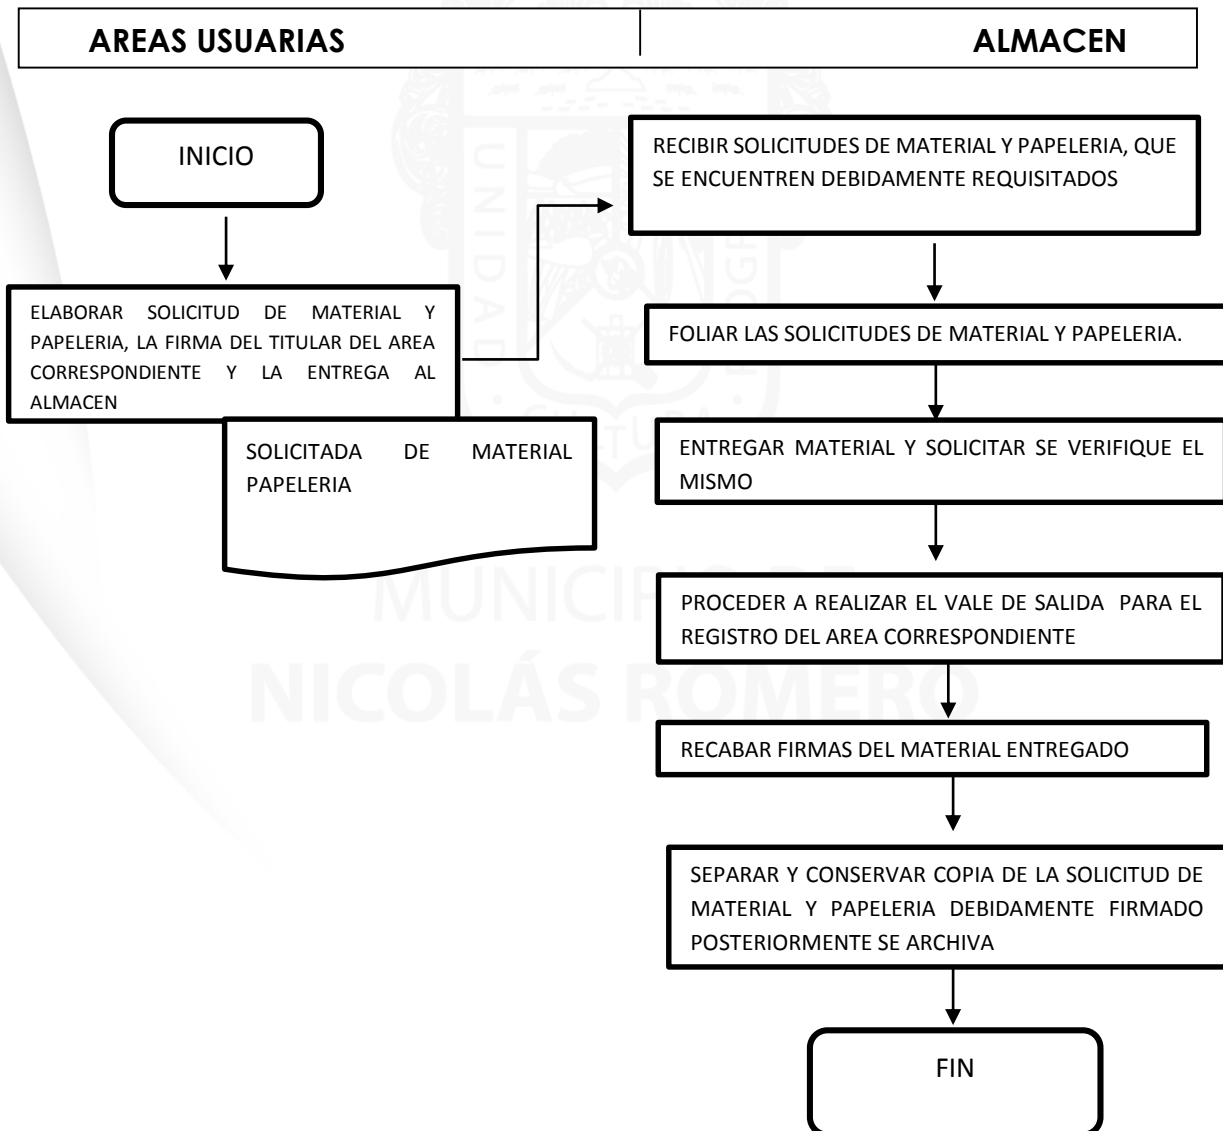 AREAS USUARIAS
ALMACEN
INICIO
ELABORAR SOLICITUD DE MATERIAL Y
PAPELERIA, LA FIRMA DEL TITULAR DEL AREA
CORRESPONDIENTE Y LA ENTREGA AL
ALMACEN
SOLICITADA DE MATERIAL
PAPELERIA
RECIBIR SOLICITUDES DE MATERIAL Y PAPELERIA, QUE
SE ENCUENTREN DEBIDAMENTE REQUISITADOS
FOLIAR LAS SOLICITUDES DE MATERIAL Y PAPELERIA.
ENTREGAR MATERIAL Y SOLICITAR SE VERIFIQUE EL
MISMO
PROCEDER A REALIZAR EL VALE DE SALIDA PARA EL
REGISTRO DEL AREA CORRESPONDIENTE
RECABAR FIRMAS DEL MATERIAL ENTREGADO
SEPARAR Y CONSERVAR COPIA DE LA SOLICITUD DE
MATERIAL Y PAPELERIA DEBIDAMENTE FIRMADO
POSTERIORMENTE SE ARCHIVA
FIN
UNIDAD
MUNICIPIO DE
NICOLÁS ROMERO